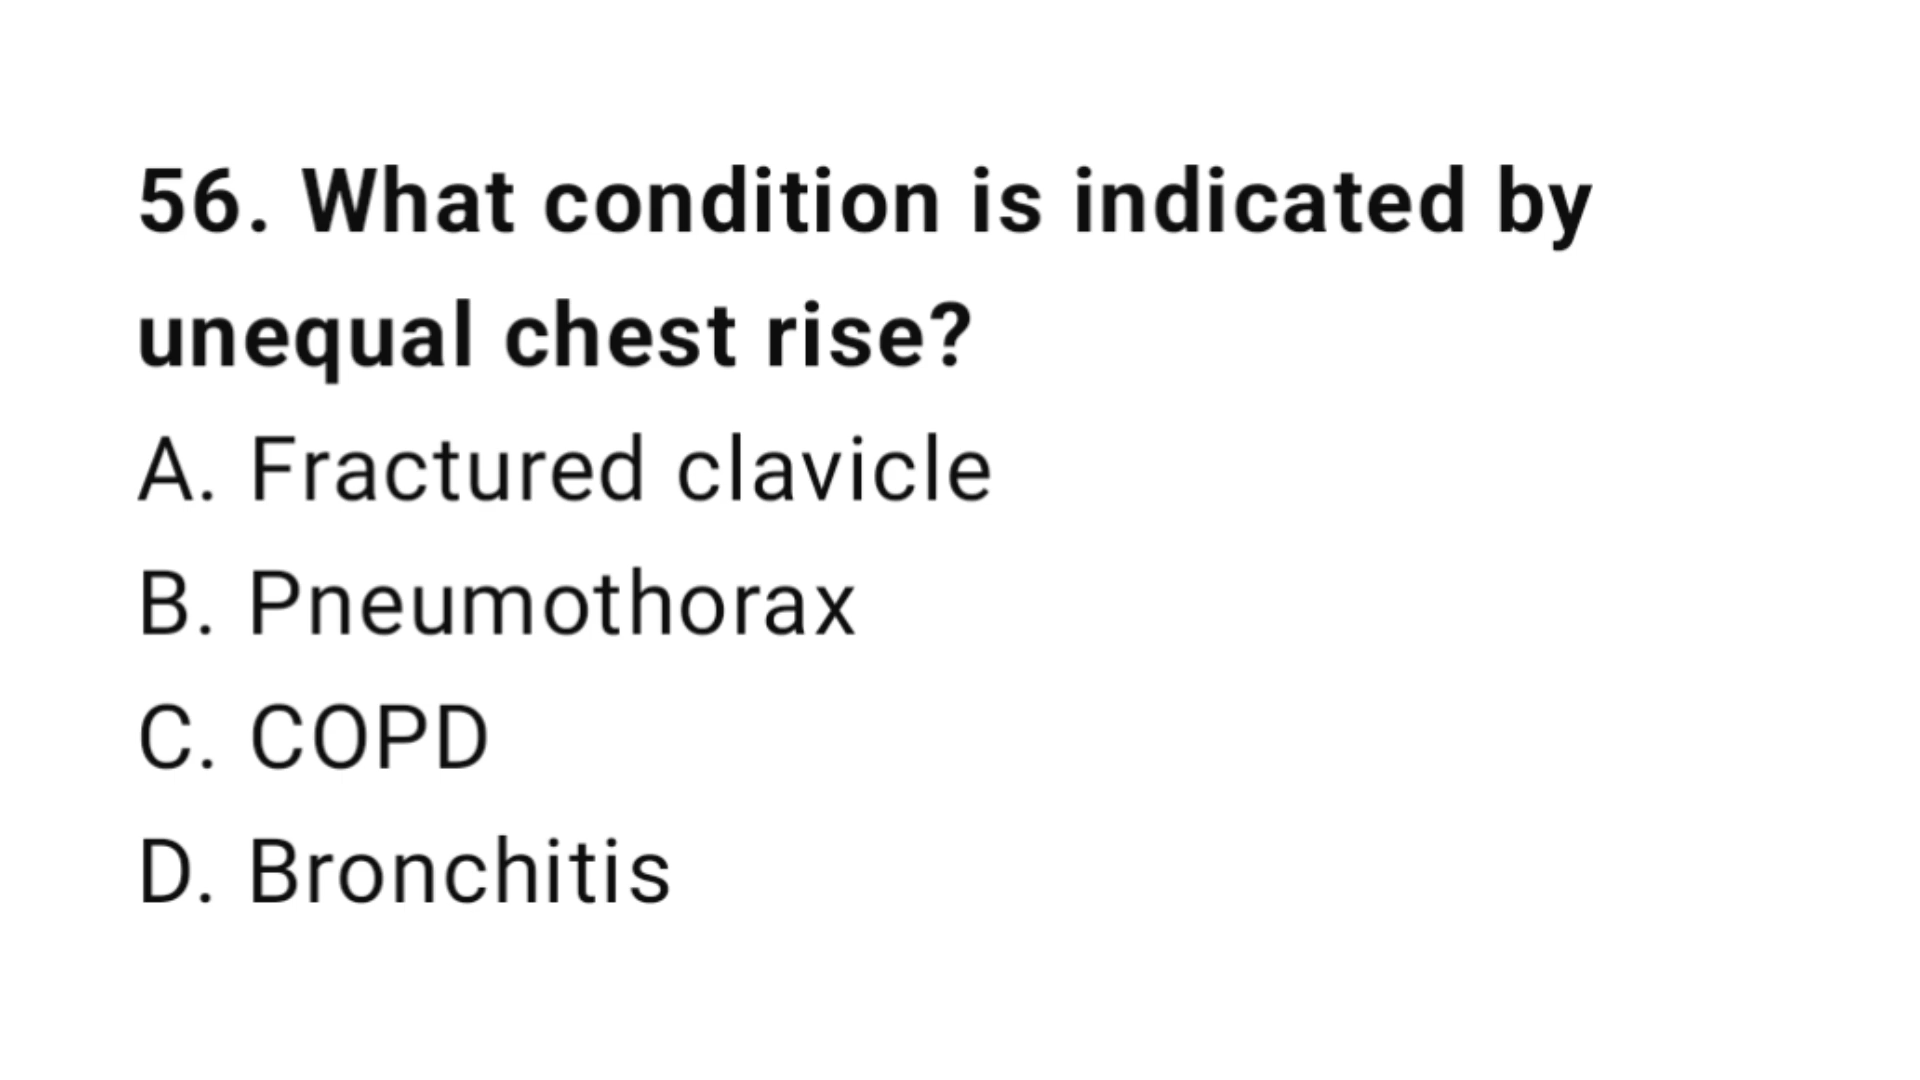 56. What condition is indicated by
unequal chest rise?
A. Fractured clavicle
B. Pneumothorax
C. COPD
D. Bronchitis